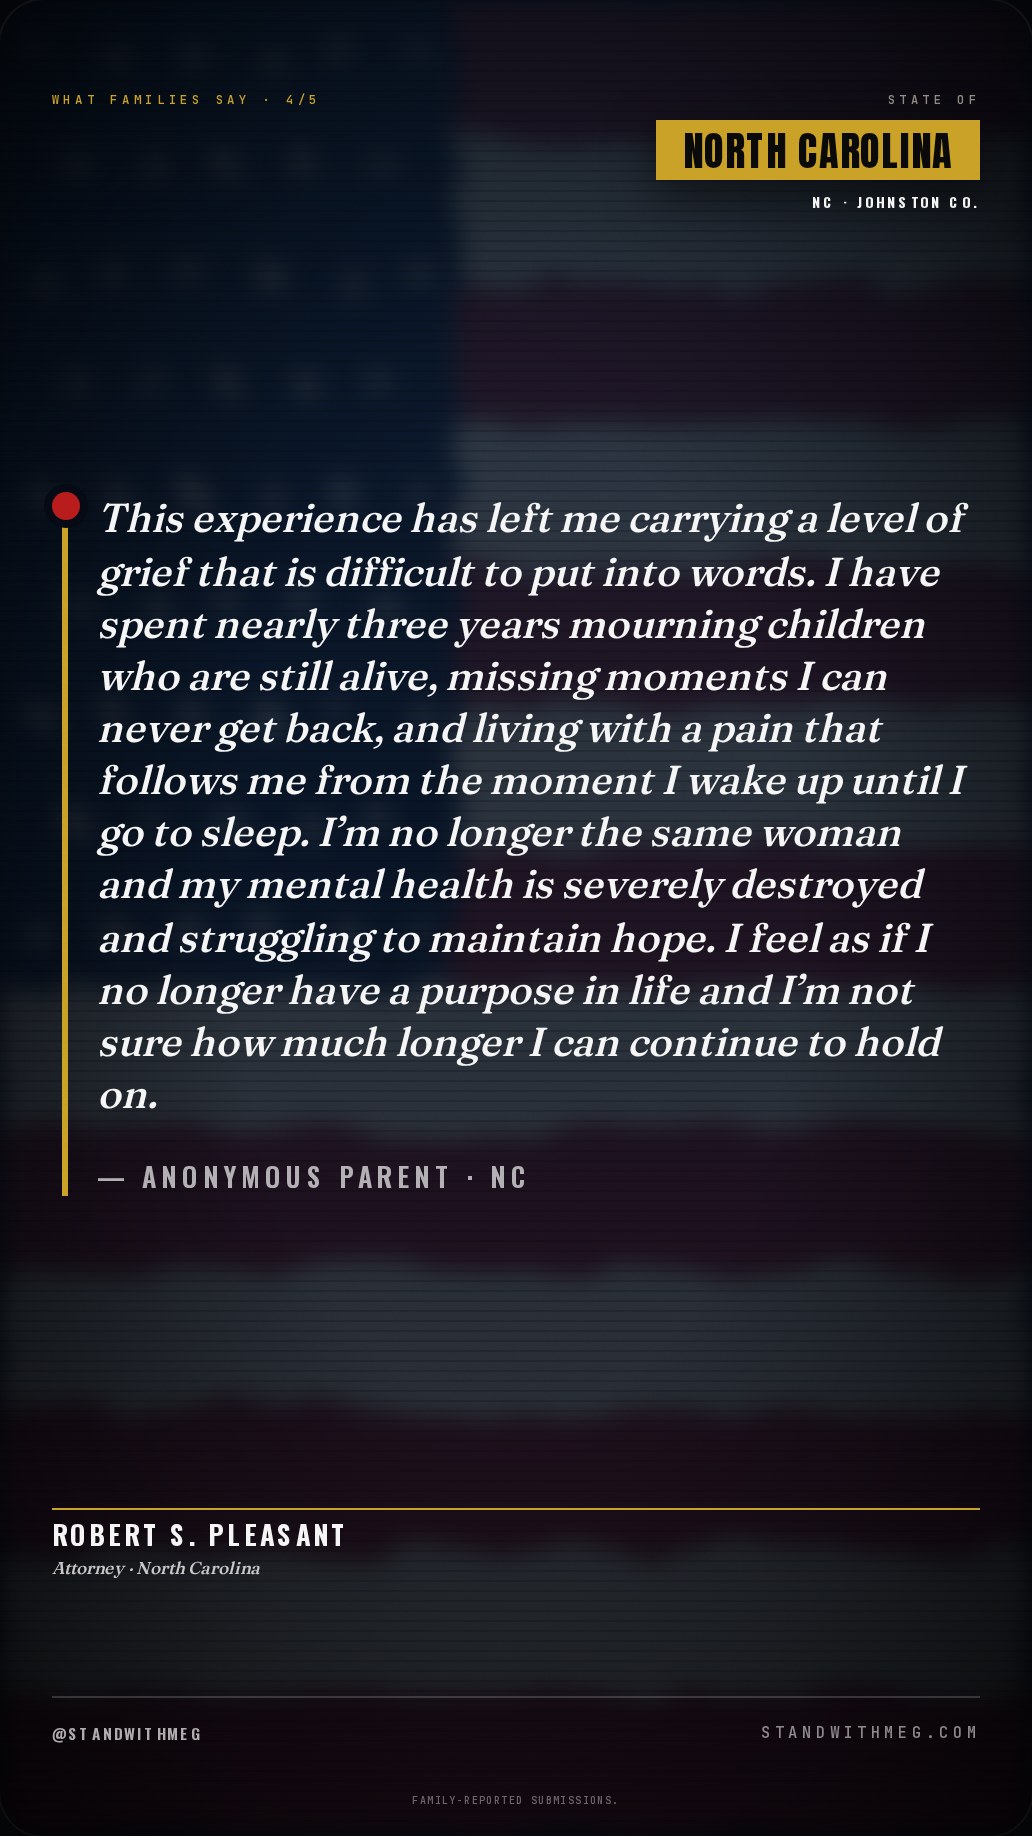 WHAT FAMILIES SAY · 4/5
STATE OF
NORTH CAROLINA
NC · JOHNSTON CO.
This experience has left me carrying a level of
grief that is difficult to put into words. I have
spent nearly three years mourning children
who are still alive, missing moments I can
never get back, and living with a pain that
follows me from the moment I wake up until I
go to sleep. I’m no longer the same woman
and my mental health is severely destroyed
and struggling to maintain hope. I feel as if I
no longer have a purpose in life and I’m not
sure how much longer I can continue to hold
on.
— ANONYMOUS PARENT · NC
ROBERT S. PLEASANT
Attorney · North Carolina
@STANDWITHMEG
STANDWITHMEG.COM
FAMILY-REPORTED SUBMISSIONS.